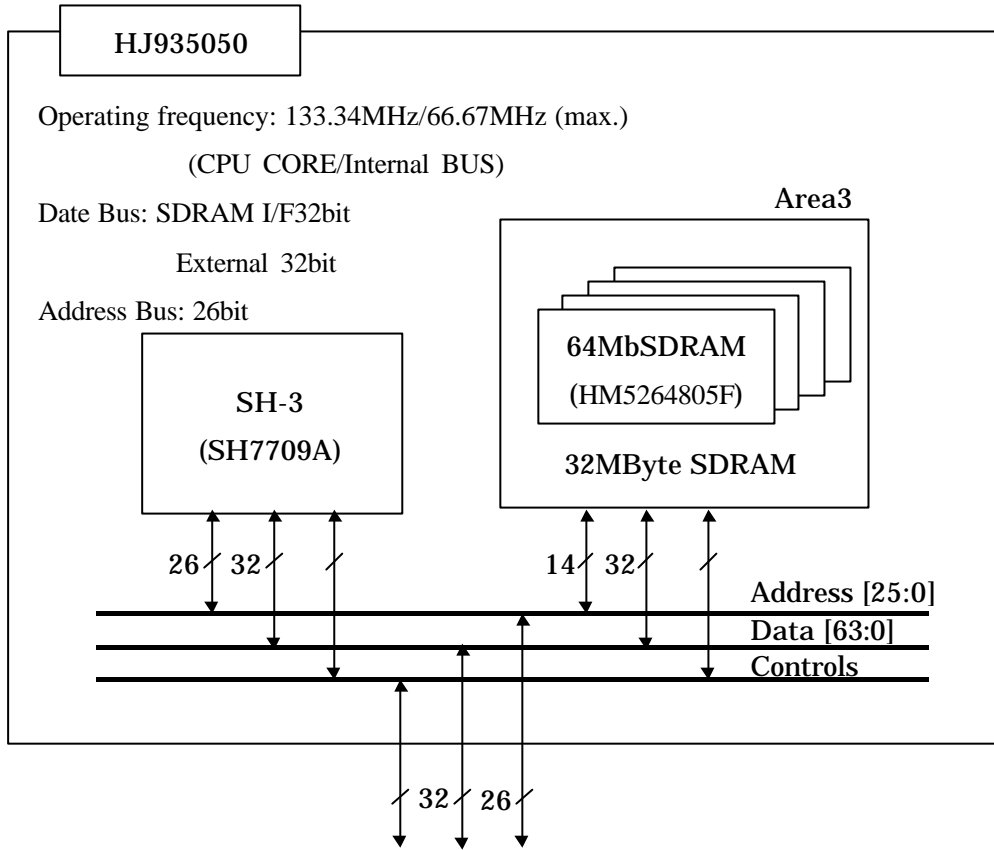 HJ935050
Operating frequency: 133.34MHz/66.67MHz (max.)
(CPU CORE/Internal BUS)
Date Bus: SDRAM I/F32bit
External 32bit
Address Bus: 26bit
Area3
64MbSDRAM
(HM5264805F)
32MByte SDRAM
SH-3
(SH7709A)
26 32
14 32
Address [25:0]
Data [63:0]
Controls
32 26